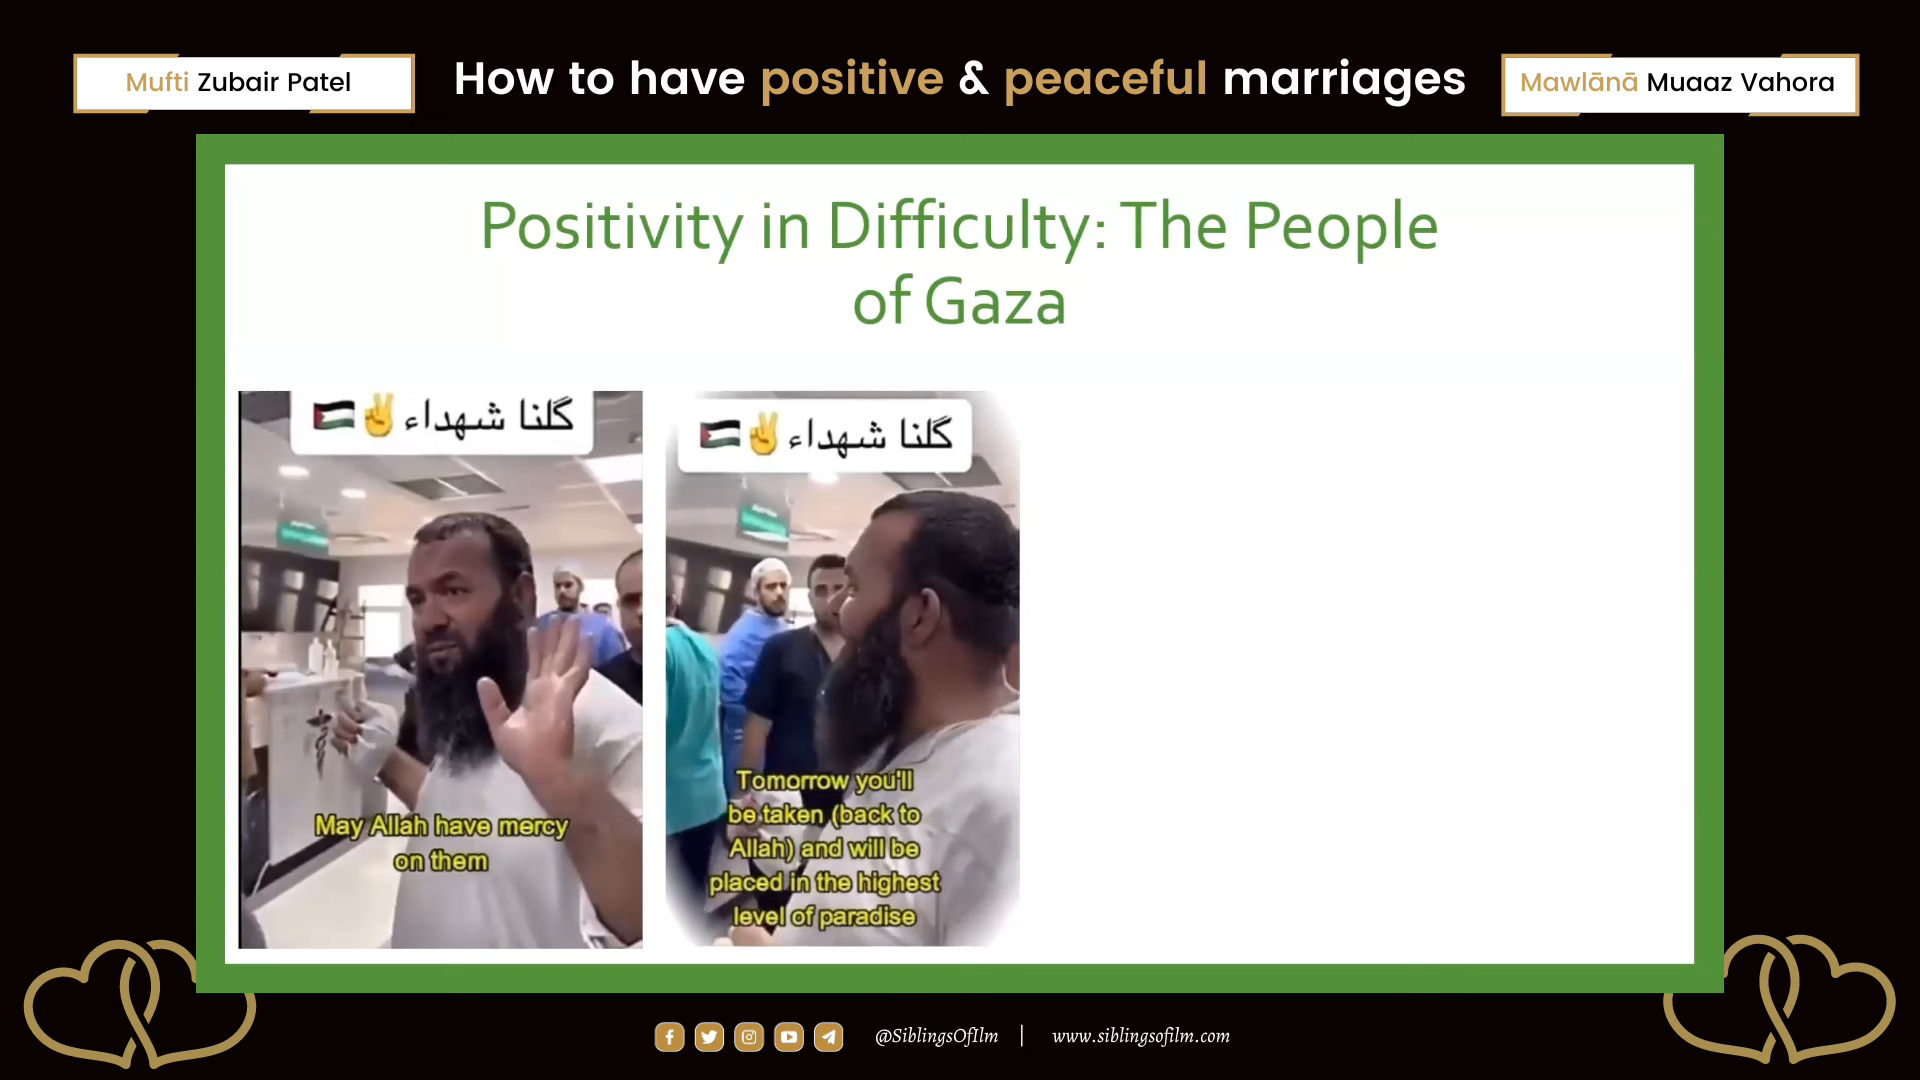 Mufti Zubair Patel
How to have positive & peaceful marriages
Mawlānā Muaaz Vahora
Positivity in Difficulty: The People
of Gaza
گلنا شهداء✌️🇵🇸
May Allah have mercy
on them
گلنا شهداء✌️🇵🇸
Tomorrow you'll
be taken (back to
Allah) and will be
placed in the highest
level of paradise
@SiblingsOfIlm | www.siblingsofilm.com